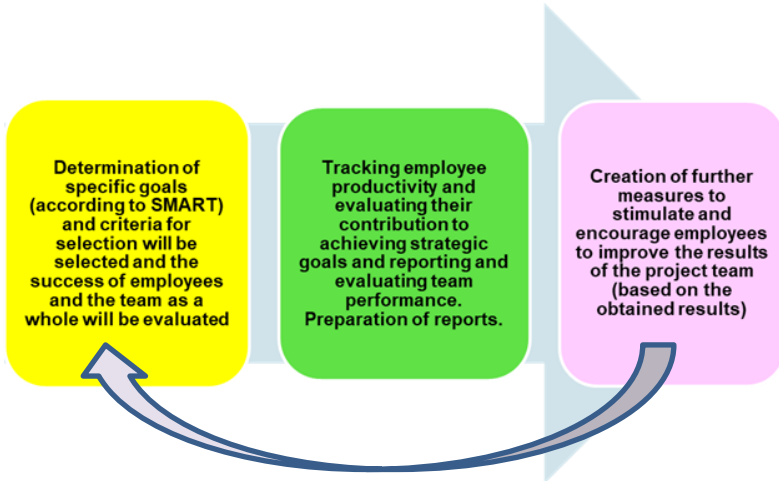 Determination of
specific goals
(according to SMART)
and criteria for
selection will be
selected and the
success of employees
and the team as a
whole will be evaluated
Tracking employee
productivity and
evaluating their
contribution to
achieving strategic
goals and reporting and
evaluating team
performance.
Preparation of reports.
Creation of further
measures to
stimulate and
encourage employees
to improve the results
of the project team
(based on the
obtained results)